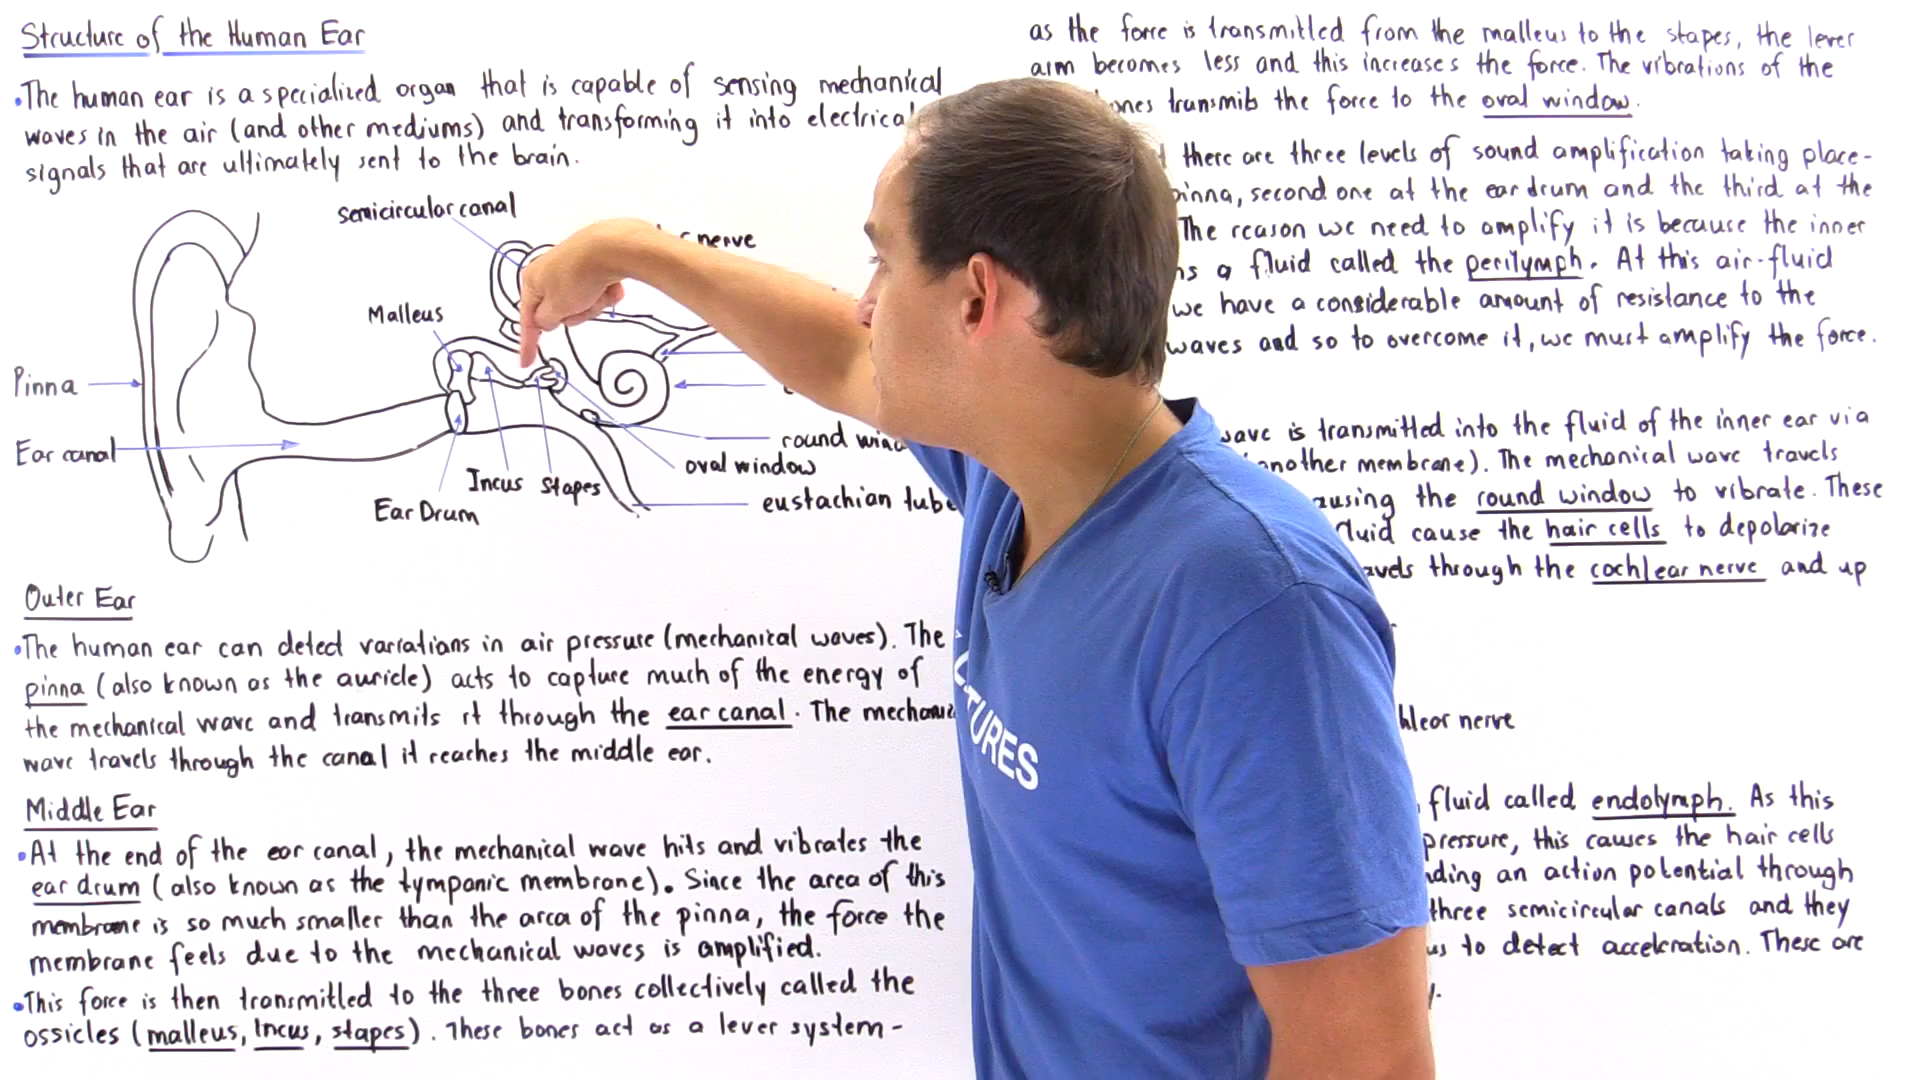 Structure of the Human Ear
•The human ear is a specialized organ that is capable of sensing mechanical
waves in the air (and other mediums) and transforming it into electrical
signals that are ultimately sent to the brain.
semicircular canal
nerve
Malleus
Pinna
Ear canal
round
oval window
Incus
stapes
Ear Drum
eustachian tube
Outer Ear
•The human ear can detect variations in air pressure (mechanical waves). The
pinna (also known as the auricle) acts to capture much of the energy of
the mechanical wave and transmits it through the ear canal. The
wave travels through the canal it reaches the middle ear.
Middle Ear
•At the end of the ear canal, the mechanical wave hits and vibrates the
ear drum (also known as the tympanic membrane). Since the area of this
membrane is so much smaller than the area of the pinna, the force the
membrane feels due to the mechanical waves is amplified.
•This force is then transmitted to the three bones collectively called the
ossicles (malleus, Incus, stapes). These bones act as a lever system-
as the force is transmitted from the malleus to the stapes, the lever
arm becomes less and this increases the force. The vibrations of the
transmits the force to the oval window.
there are three levels of sound amplification taking place-
pinna, second one at the ear drum and the third at the
The reason we need to amplify it is because the inner
a fluid called the perilymph. At this air-fluid
we have a considerable amount of resistance to the
waves and so to overcome it, we must amplify the force.
wave is transmitted into the fluid of the inner ear via
another membrane). The mechanical wave travels
the round window to vibrate. These
cause the hair cells to depolarize
through the cochlear nerve and up
nerve
fluid called endolymph. As this
pressure, this causes the hair cells
an action potential through
three semicircular canals and they
us to detect acceleration. These are
LECTURES